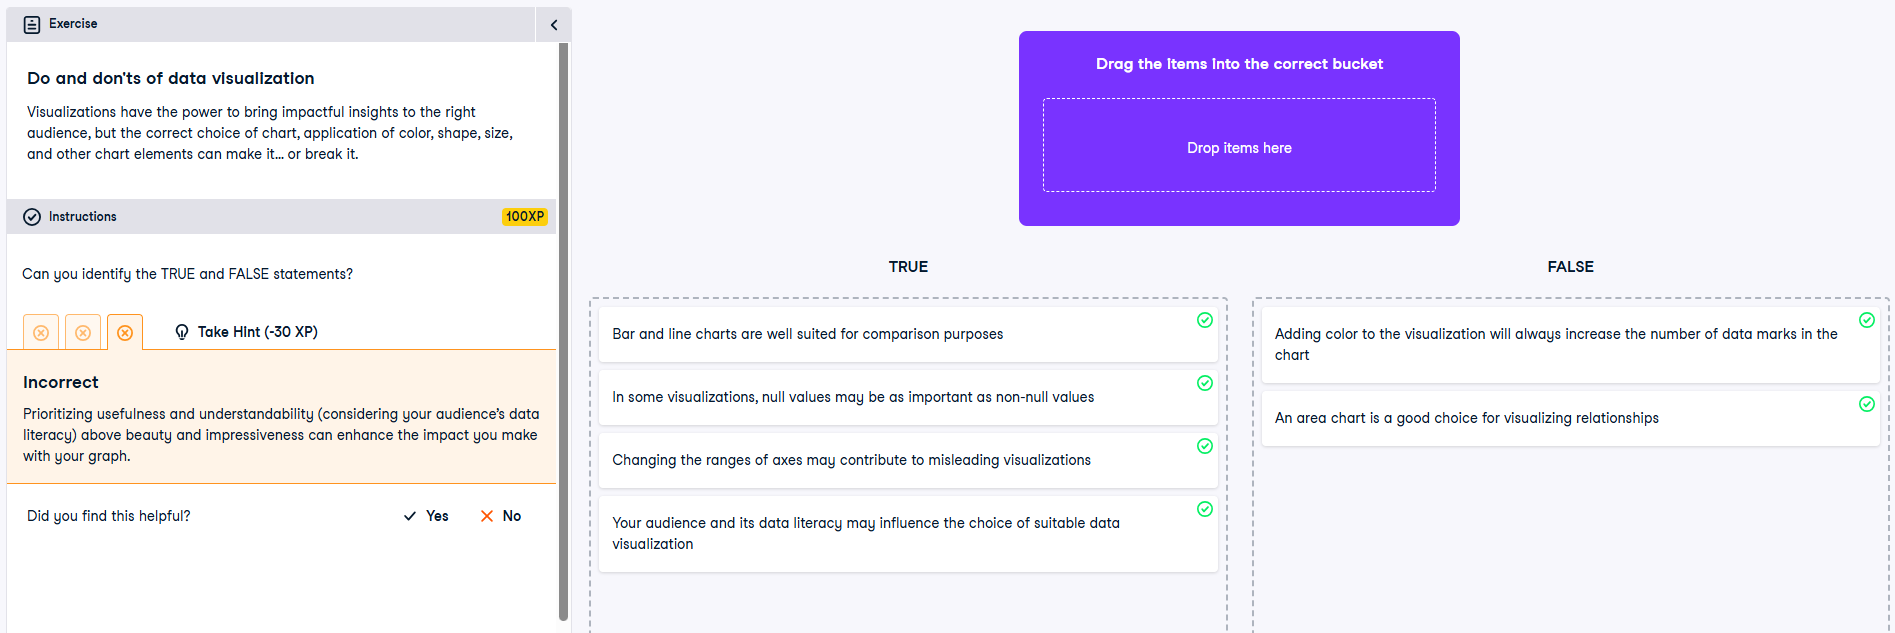 Exercise
Do and don'ts of data visualization
Visualizations have the power to bring impactful insights to the right
audience, but the correct choice of chart, application of color, shape, size,
and other chart elements can make it... or break it.
Instructions
100XP
Can you identify the TRUE and FALSE statements?
Take Hint (-30 XP)
Incorrect
Prioritizing usefulness and understandability (considering your audience's data
literacy) above beauty and impressiveness can enhance the impact you make
with your graph.
Did you find this helpful?
Yes
No
Drag the items into the correct bucket
Drop items here
TRUE
Bar and line charts are well suited for comparison purposes
In some visualizations, null values may be as important as non-null values
Changing the ranges of axes may contribute to misleading visualizations
Your audience and its data literacy may influence the choice of suitable data
visualization
FALSE
Adding color to the visualization will always increase the number of data marks in the
chart
An area chart is a good choice for visualizing relationships